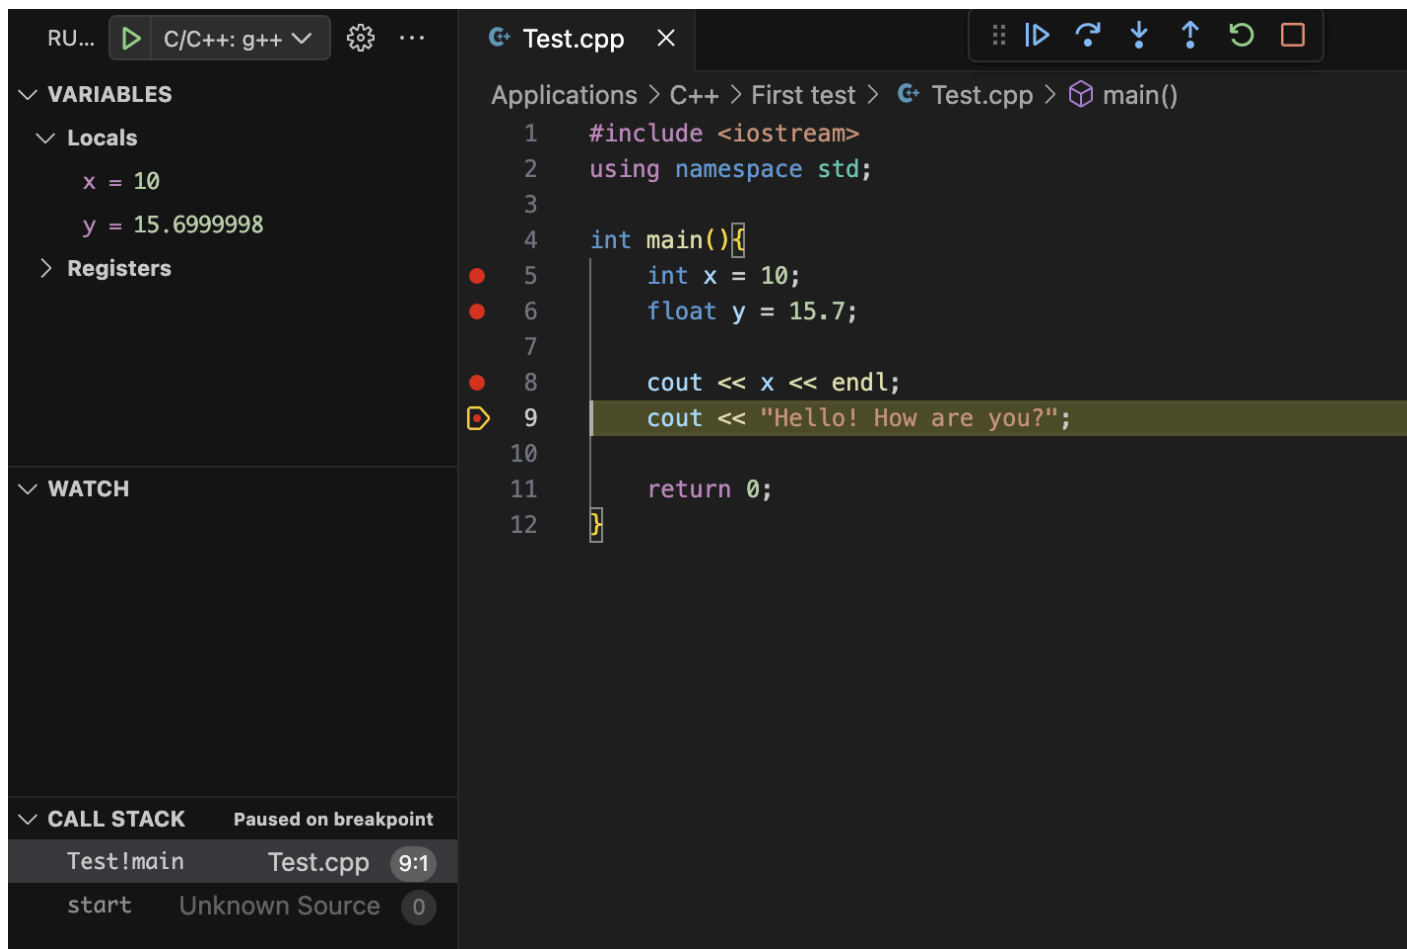 RU... C/C++: g++ ...
VARIABLES
Locals
x = 10
y = 15.6999998
Registers
WATCH
CALL STACK Paused on breakpoint
Test!main Test.cpp 9:1
start Unknown Source 0
Test.cpp
Applications > C++ > First test > Test.cpp > main()
1 #include <iostream>
2 using namespace std;
3
4 int main(){
5 int x = 10;
6 float y = 15.7;
7
8 cout << x << endl;
9 cout << "Hello! How are you?";
10
11 return 0;
12 }